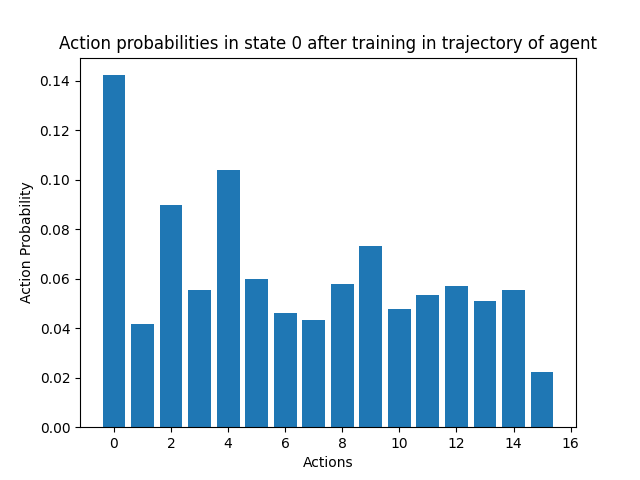 Action probabilities in state 0 after training in trajectory of agent
0.14
0.12
0.10
0.08
0.06
0.04
0.02
0.00
Action Probability
0 2 4 6 8 10 12 14 16
Actions